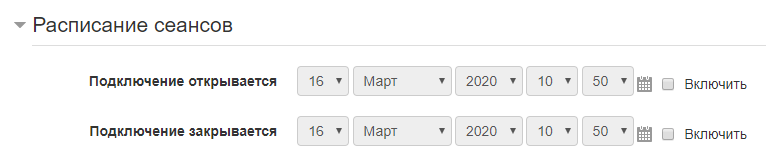 Расписание сеансов
Подключение открывается 16 Март 2020 10 50 Включить
Подключение закрывается 16 Март 2020 10 50 Включить